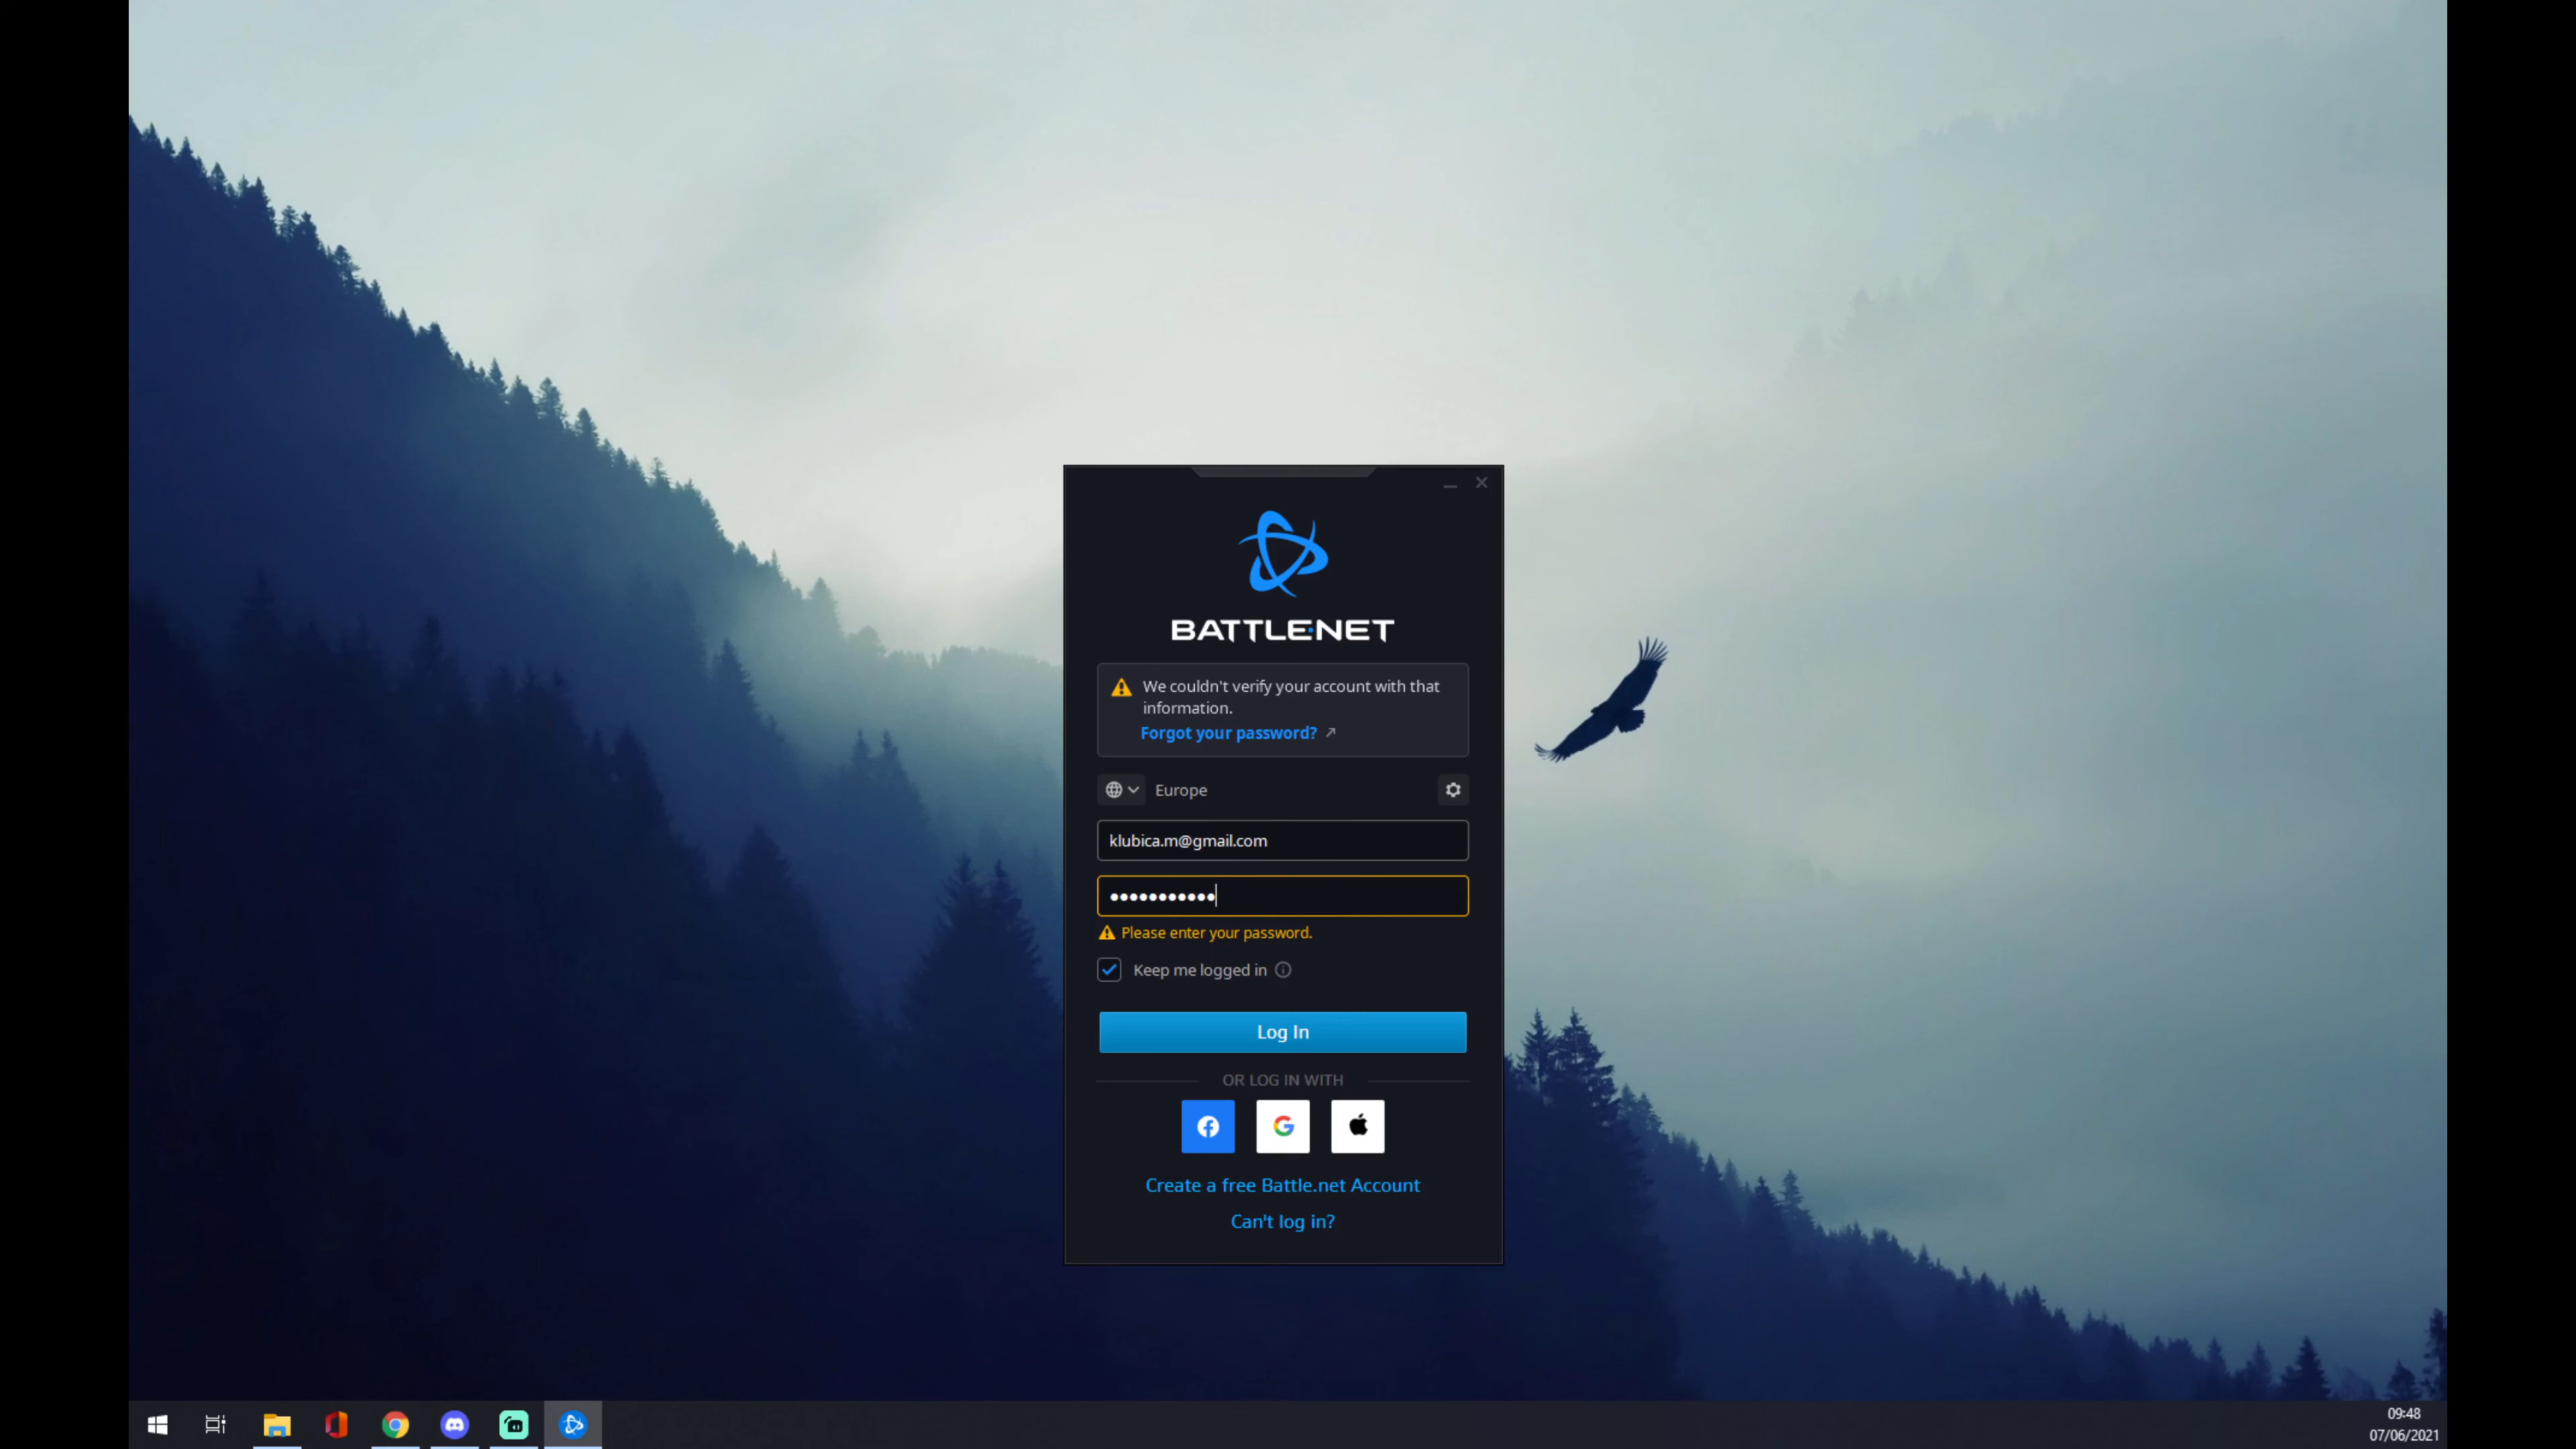 BATTLE.NET
We couldn't verify your account with that
information.
Forgot your password?
Europe
klubica.m@gmail.com
Please enter your password.
Keep me logged in
Log In
OR LOG IN WITH
Create a free Battle.net Account
Can't log in?
09:48
07/06/2021